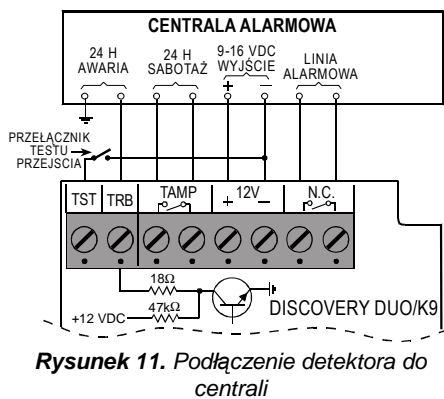 CENTRALA ALARMOWA
24 H
AWARIA
24 H
SABOTAŻ
9-16 VDC
WYJŚCIE
+ –
LINIA
ALARMOWA
PRZEŁĄCZNIK
TESTU
PRZEJSCIA
TST TRB TAMP + 12V – N.C.
18Ω
47kΩ
+12 VDC
DISCOVERY DUO/K9
Rysunek 11. Podłączenie detektora do
centrali